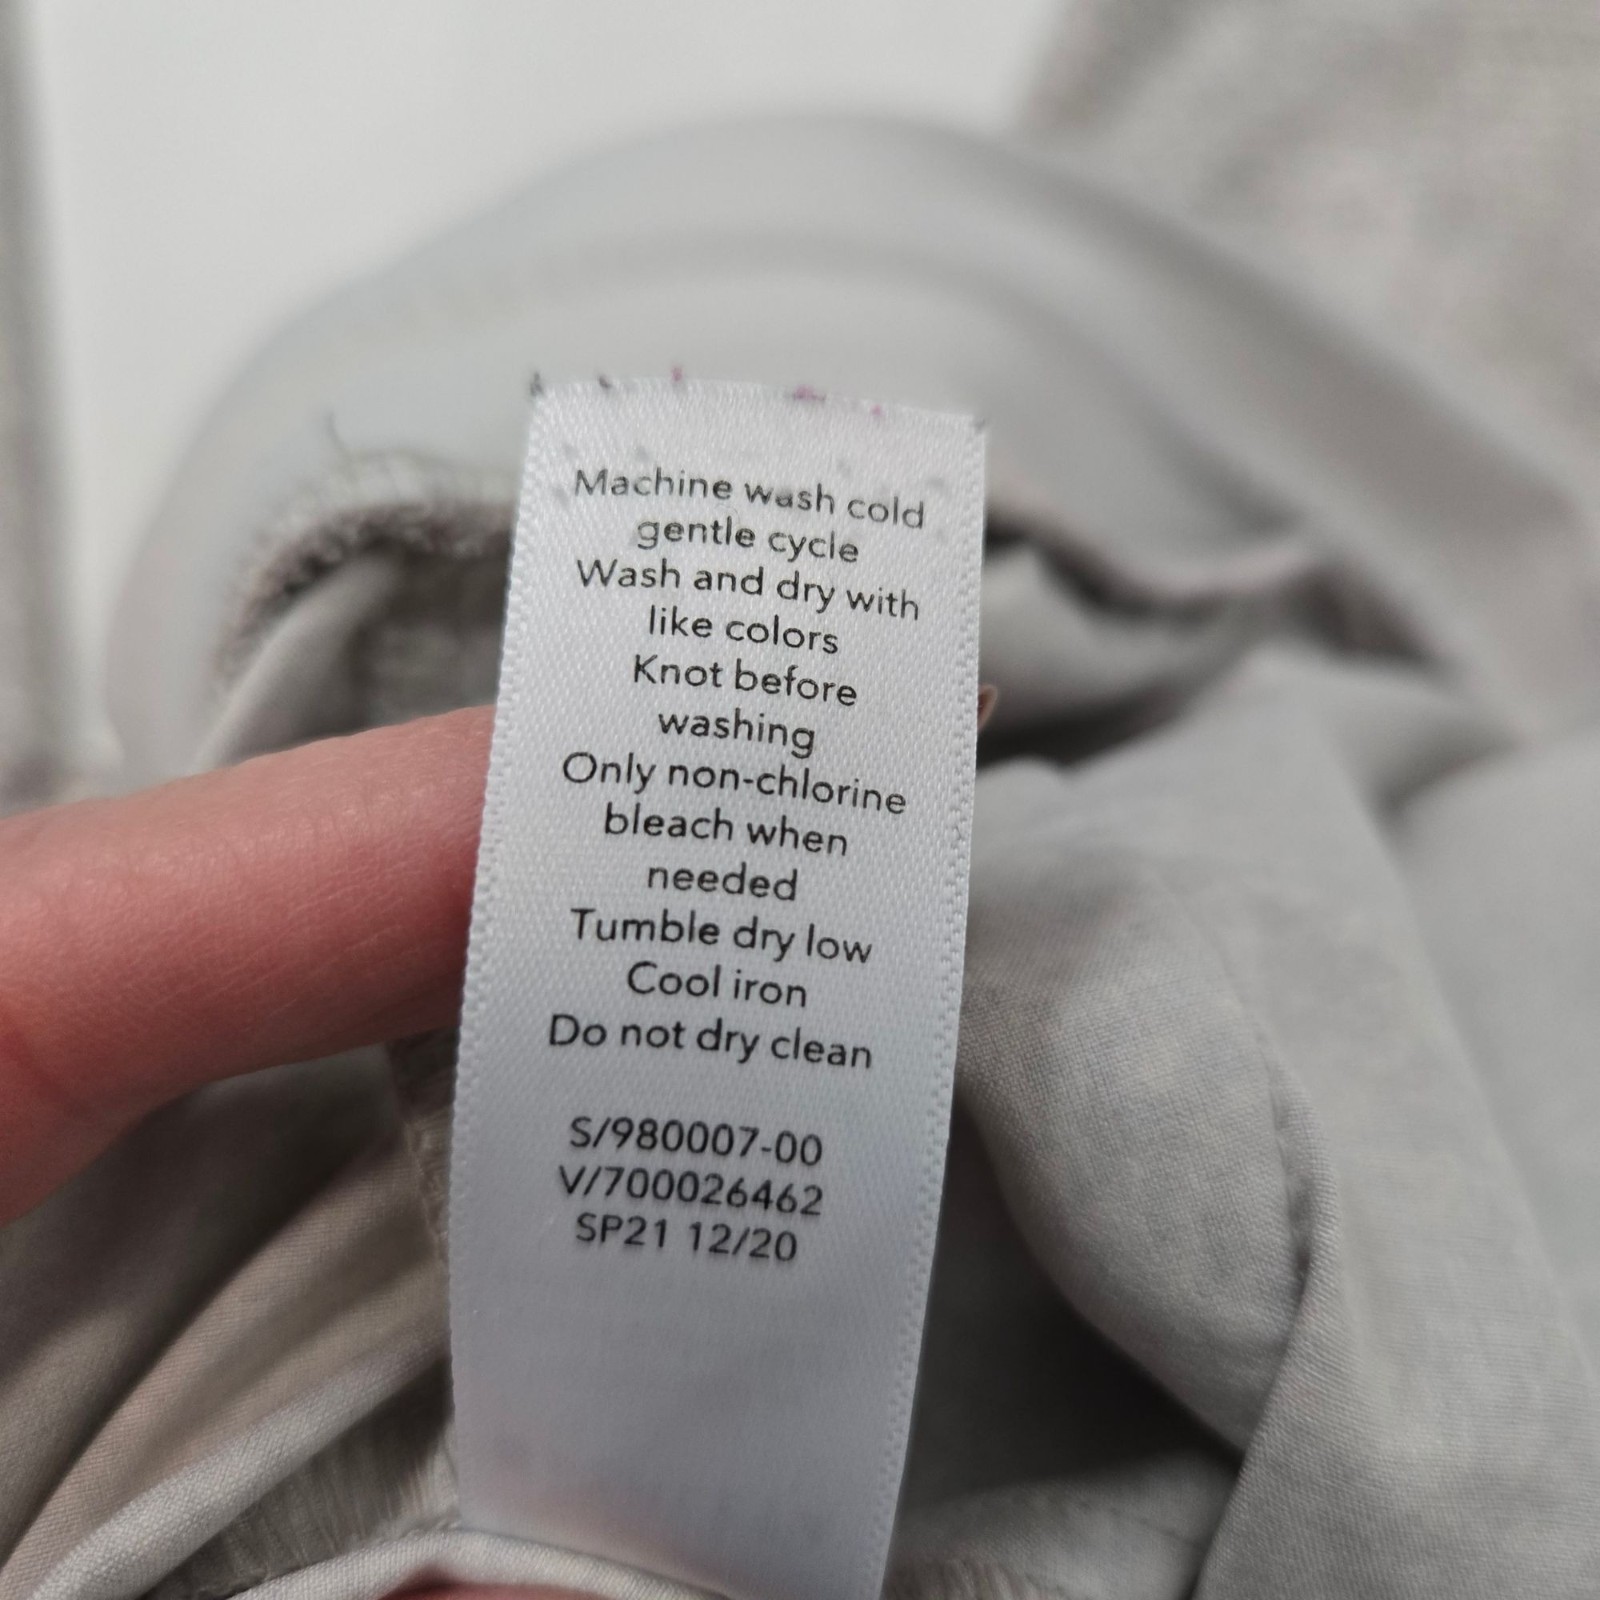 Machine wash cold
gentle cycle
Wash and dry with
like colors
Knot before
washing
Only non-chlorine
bleach when
needed
Tumble dry low
Cool iron
Do not dry clean
S/980007-00
V/700026462
SP21 12/20